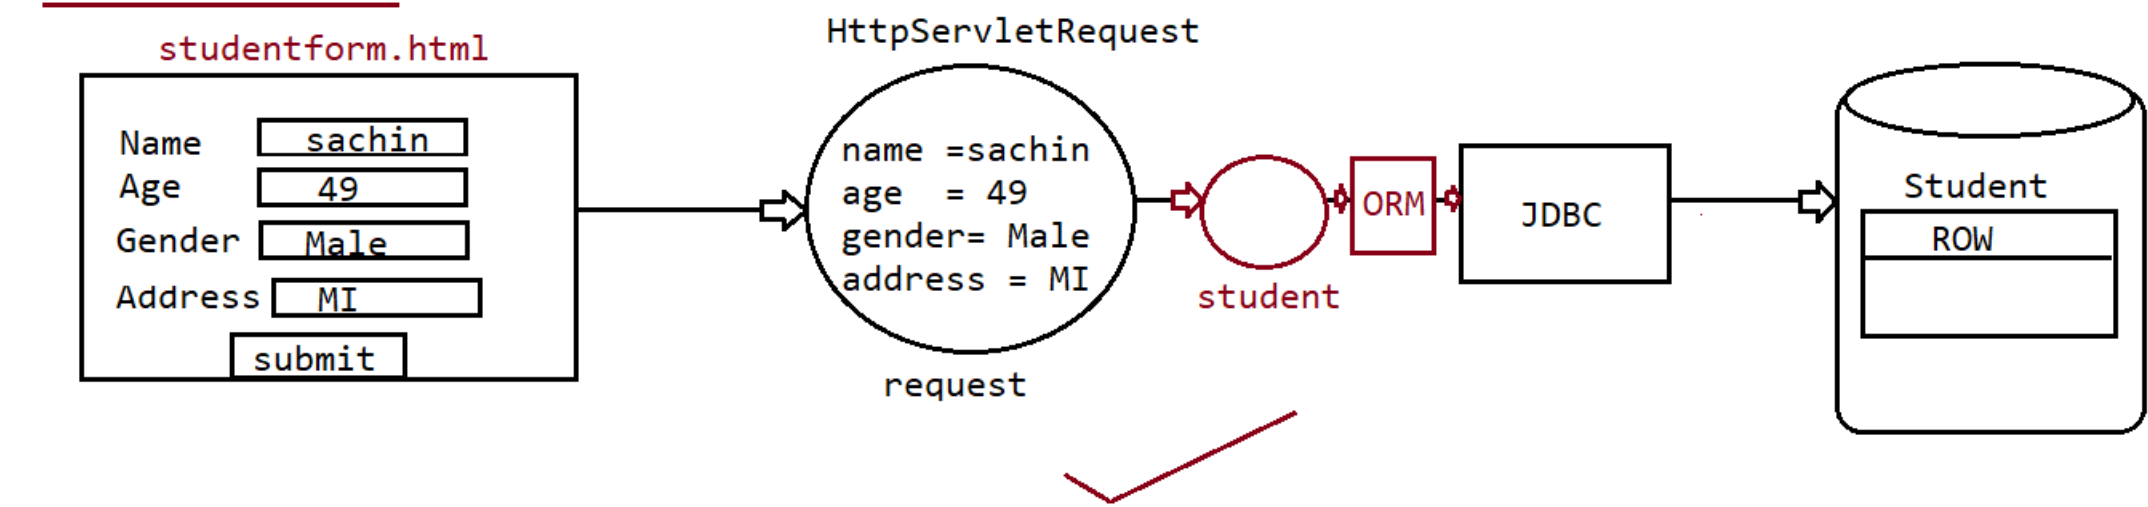 studentform.html
Name sachin
Age 49
Gender Male
Address MI
submit
HttpServletRequest
name =sachin
age = 49
gender= Male
address = MI
request
student
ORM
JDBC
Student
ROW